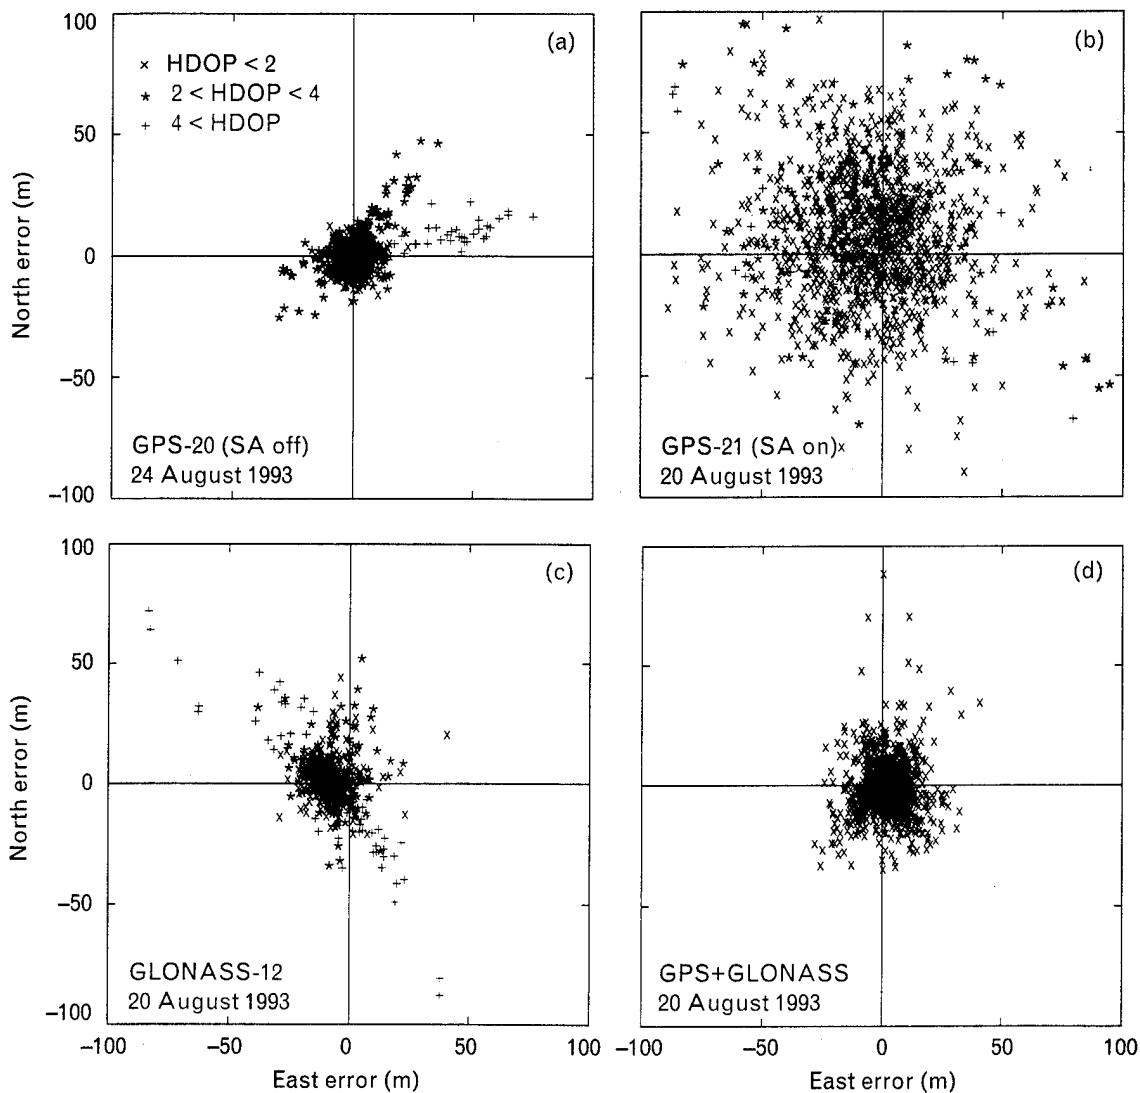 100
(a)
× HDOP < 2
* 2 < HDOP < 4
+ 4 < HDOP
50
North error (m)
0
−50
GPS-20 (SA off)
24 August 1993
−100
(b)
GPS-21 (SA on)
20 August 1993
100
(c)
50
North error (m)
0
−50
GLONASS-12
20 August 1993
−100
−100 −50 0 50 100
East error (m)
(d)
GPS+GLONASS
20 August 1993
−100 −50 0 50 100
East error (m)